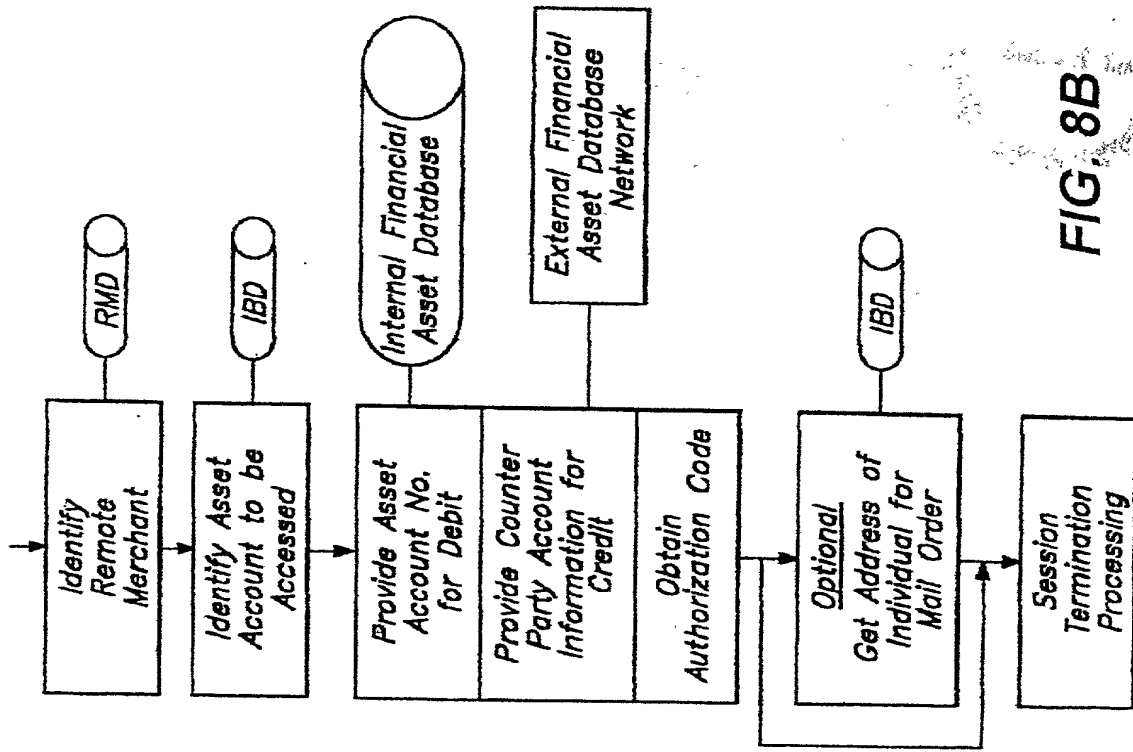 Identify
Remote
Merchant
RMD
Identify Asset
Account to be
Accessed
IBD
Provide Asset
Account No.
for Debit
Internal Financial
Asset Database
Provide Counter
Party Account
Information for
Credit
External Financial
Asset Database
Network
Obtain
Authorization Code
Optional
Get Address of
Individual for
Mail Order
IBD
Session
Termination
Processing
FIG. 8B